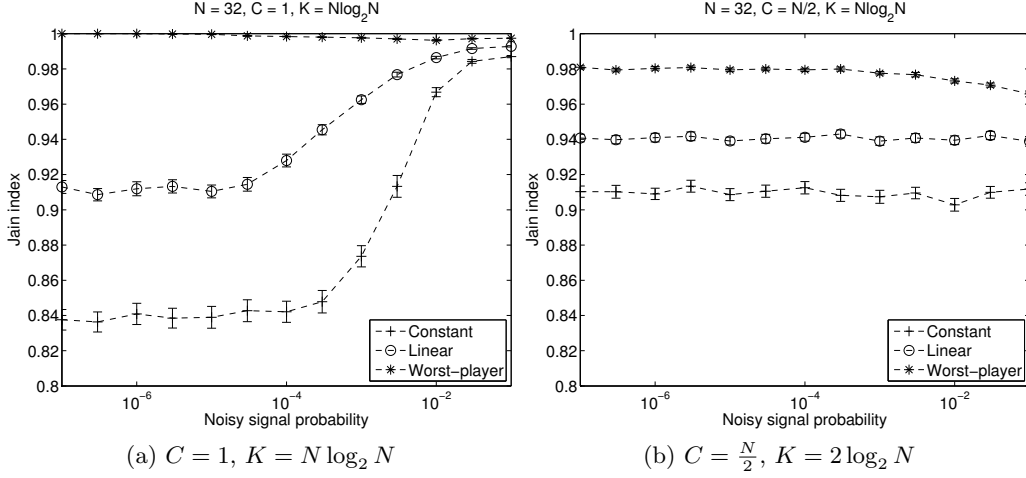 N = 32, C = 1, K = Nlog₂N
1
0.98
0.96
0.94
0.92
0.9
0.88
0.86
0.84
0.82
0.8
Jain index
Constant
Linear
Worst−player
10⁻⁶
10⁻⁴
10⁻²
Noisy signal probability
(a) C = 1, K = N log₂ N
N = 32, C = N/2, K = Nlog₂N
1
0.98
0.96
0.94
0.92
0.9
0.88
0.86
0.84
0.82
0.8
Jain index
Constant
Linear
Worst−player
10⁻⁶
10⁻⁴
10⁻²
Noisy signal probability
(b) C = N/2, K = 2 log₂ N